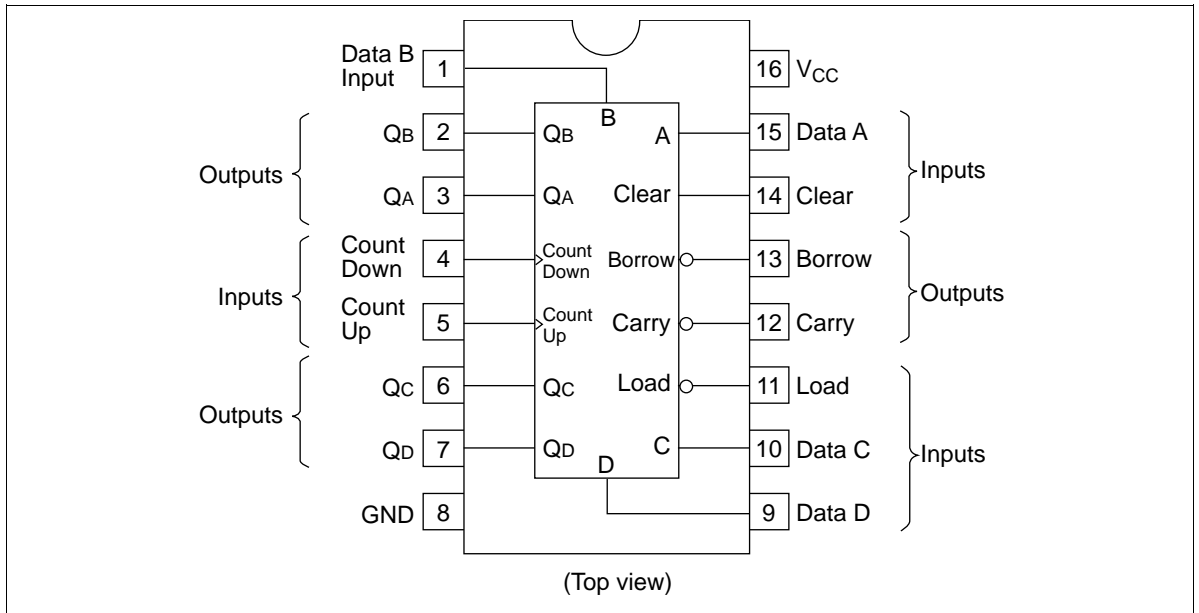 Data B
Input
1
16
VCC
B
QB
2
QB
A
15
Data A
Outputs
Inputs
QA
3
QA
Clear
14
Clear
Count
Down
4
Count
Down
Borrow
13
Borrow
Inputs
Outputs
Count
Up
5
Count
Up
Carry
12
Carry
QC
6
QC
Load
11
Load
Outputs
QD
7
QD
C
10
Data C
Inputs
D
GND
8
9
Data D
(Top view)